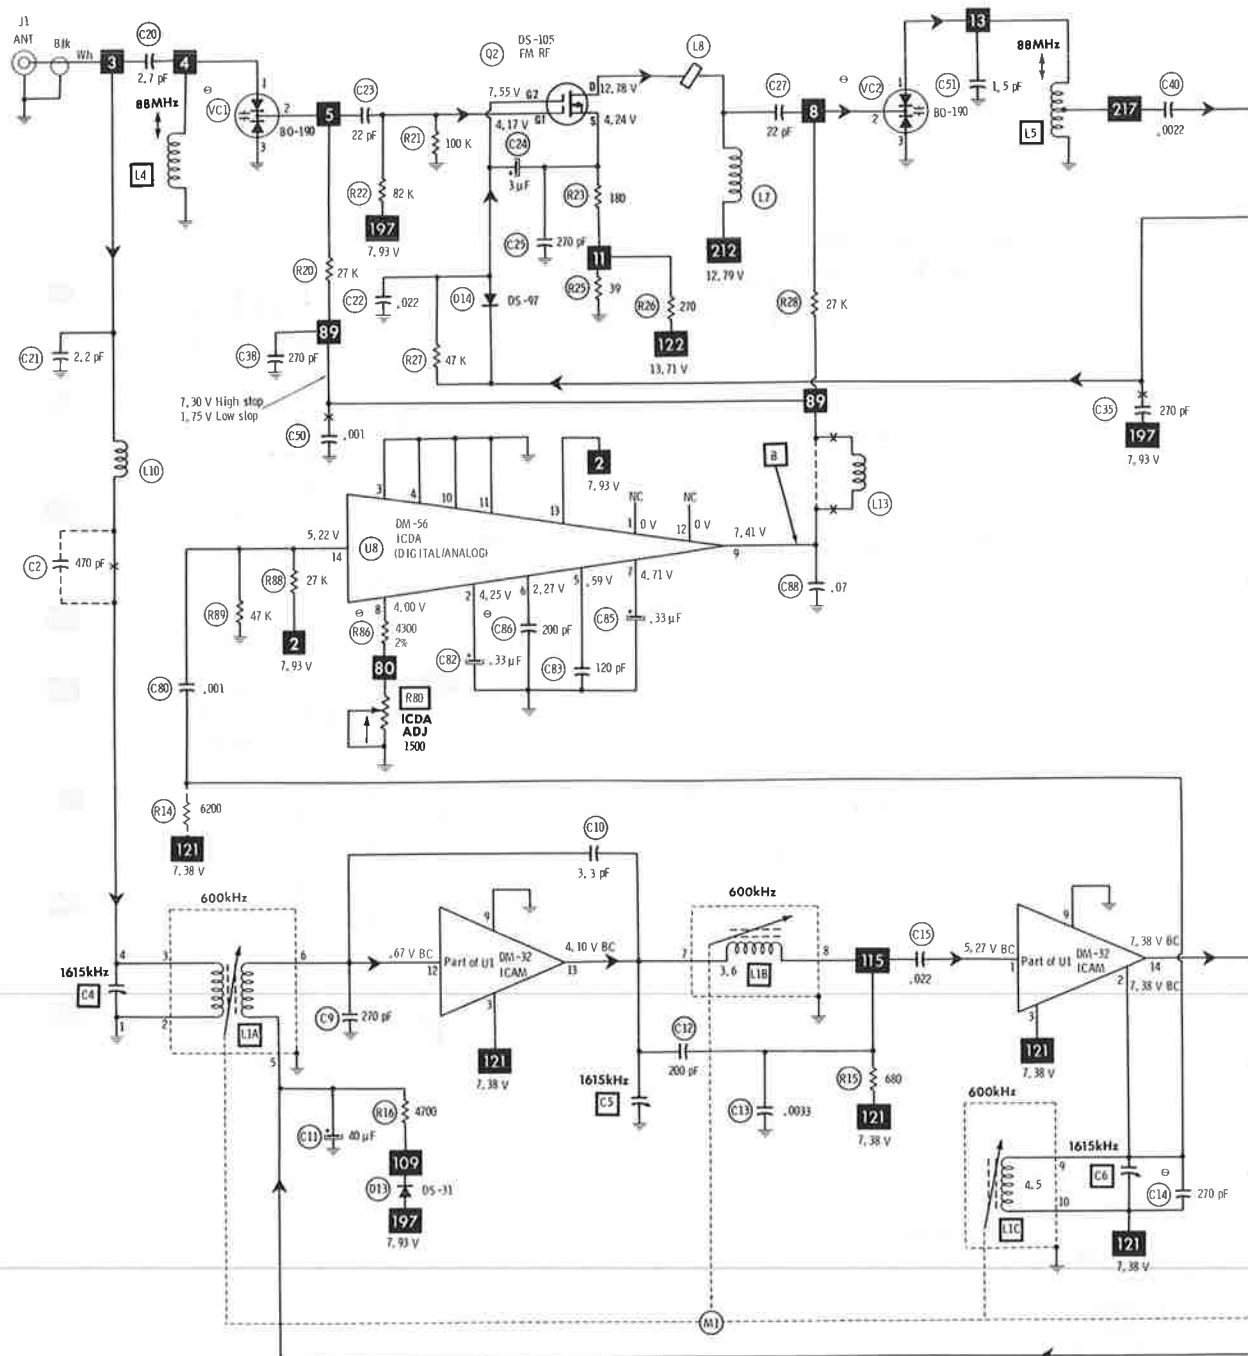 J1
ANT
Blk
Wh
3
C20
2.7 pF
4
88MHz
L4
VC1
1
2
3
BO-190
5
C23
22 pF
R21
100 K
R22
82 K
197
7.93 V
Q2
DS-105
FM RF
7.55 V
G2
4.17 V
G1
D
12.78 V
S
4.24 V
C24
3 µF
C25
270 pF
R23
180
11
R25
39
R26
270
122
13.71 V
L8
L7
212
12.79 V
C27
22 pF
8
VC2
1
2
3
BO-190
13
C51
1.5 pF
88MHz
L5
217
C40
.0022
R20
27 K
C22
.022
D14
DS-97
R27
47 K
R28
27 K
89
C38
270 pF
7.30 V High stop
1.75 V Low stop
C50
.001
89
C35
270 pF
197
7.93 V
C21
2.2 pF
L10
C2
470 pF
B
L13
C88
.07
3
4
10
11
13
2
7.93 V
NC
1
0 V
NC
12
0 V
7.41 V
9
DM-56
ICDA
(DIGITAL/ANALOG)
U8
5.22 V
14
R88
27 K
R89
47 K
2
7.93 V
8
4.00 V
R86
4300
2%
80
R80
ICDA
ADJ
1500
2
4.25 V
C82
.33µF
6
2.27 V
C86
200 pF
5
.59V
C83
120 pF
7
4.71 V
C85
.33µF
C80
.001
R14
6200
121
7.38 V
600kHz
4
3
6
1615kHz
C4
1
2
L1A
5
C9
270 pF
C10
3.3 pF
.67 V BC
12
Part of U1
DM-32
ICAM
9
3
4.10 V BC
13
121
7.38 V
600kHz
7
8
3.6
L1B
115
C15
.022
5.27 V BC
1
Part of U1
DM-32
ICAM
9
3
7.38 V BC
14
2
7.38 V BC
121
7.38 V
C12
200 pF
1615kHz
C5
C13
.0033
R15
680
121
7.38 V
C11
40 µF
R16
4700
109
D13
DS-31
197
7.93 V
600kHz
1615kHz
9
4.5
10
L1C
C6
C14
270 pF
121
7.38 V
M1